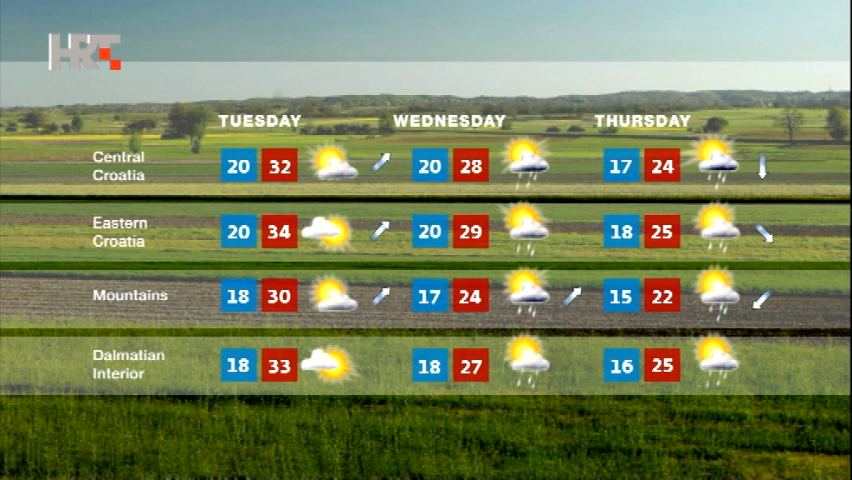 HRT
TUESDAY WEDNESDAY THURSDAY
Central
Croatia
20 32 20 28 17 24
Eastern
Croatia
20 34 20 29 18 25
Mountains
18 30 17 24 15 22
Dalmatian
Interior
18 33 18 27 16 25